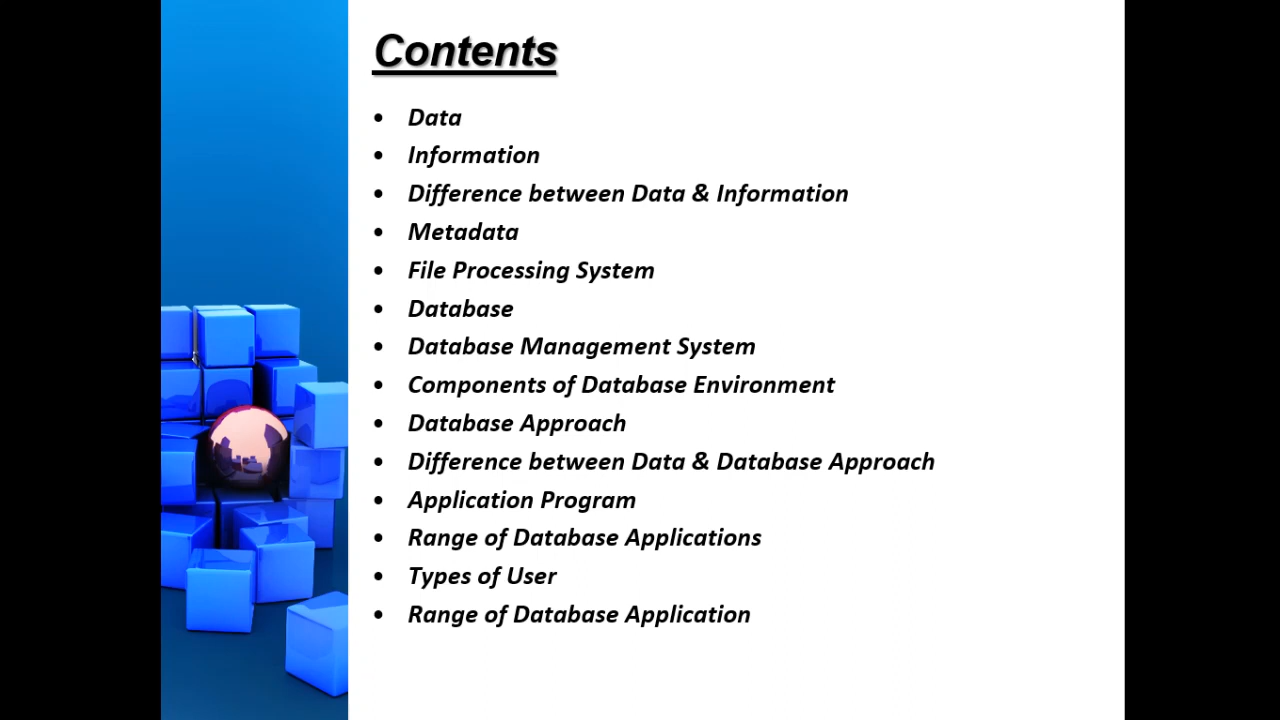 Contents
• Data
• Information
• Difference between Data & Information
• Metadata
• File Processing System
• Database
• Database Management System
• Components of Database Environment
• Database Approach
• Difference between Data & Database Approach
• Application Program
• Range of Database Applications
• Types of User
• Range of Database Application